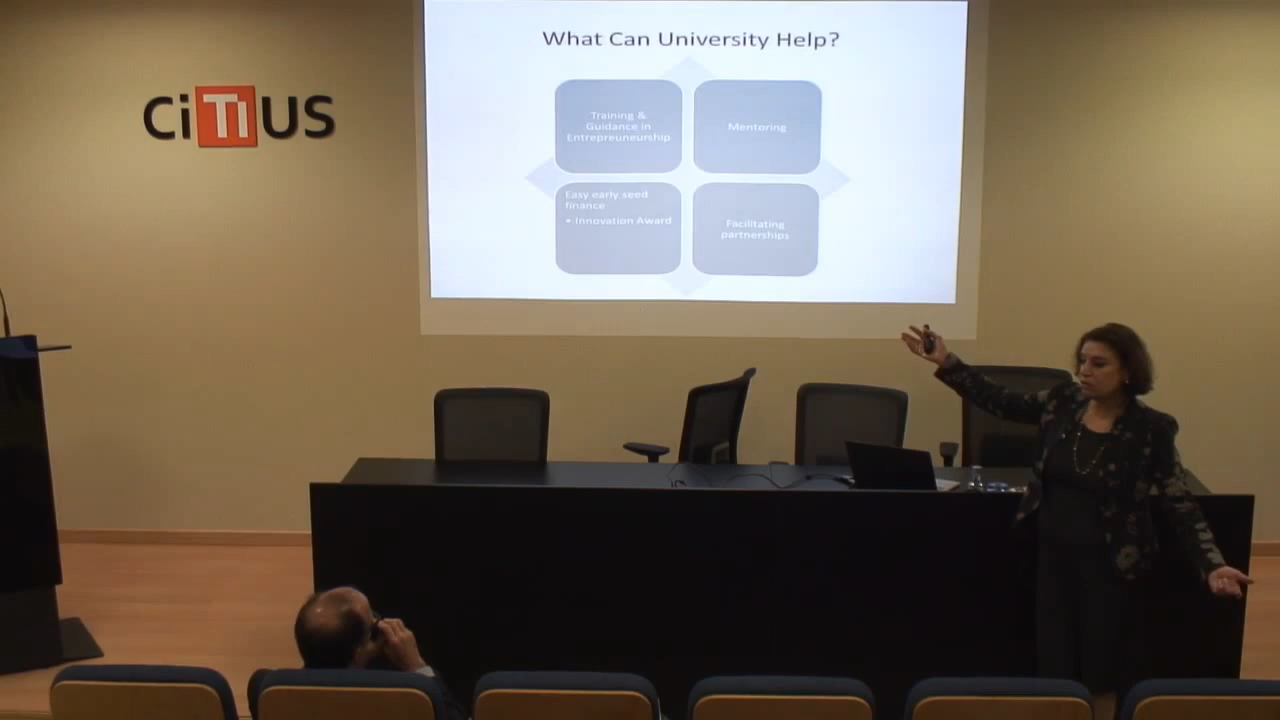 CiTIUS
What Can University Help?
Training &
Guidance in
Entrepreuneurship
Mentoring
Easy early seed
finance
• Innovation Award
Facilitating
partnerships